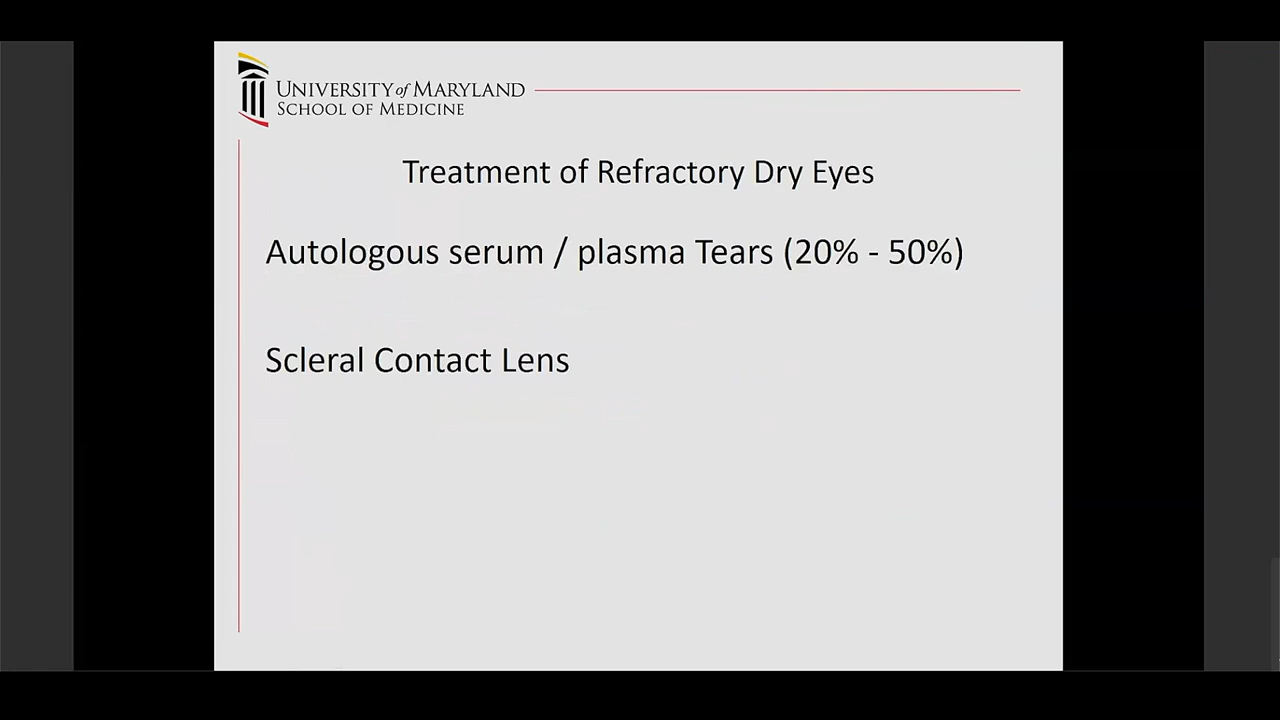 UNIVERSITY of MARYLAND
SCHOOL OF MEDICINE
Treatment of Refractory Dry Eyes
Autologous serum / plasma Tears (20% - 50%)
Scleral Contact Lens